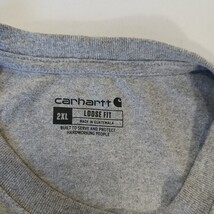 carhartt
2XL LOOSE FIT
MADE IN GUATEMALA
BUILT TO SERVE AND PROTECT
HARDWORKING PEOPLE